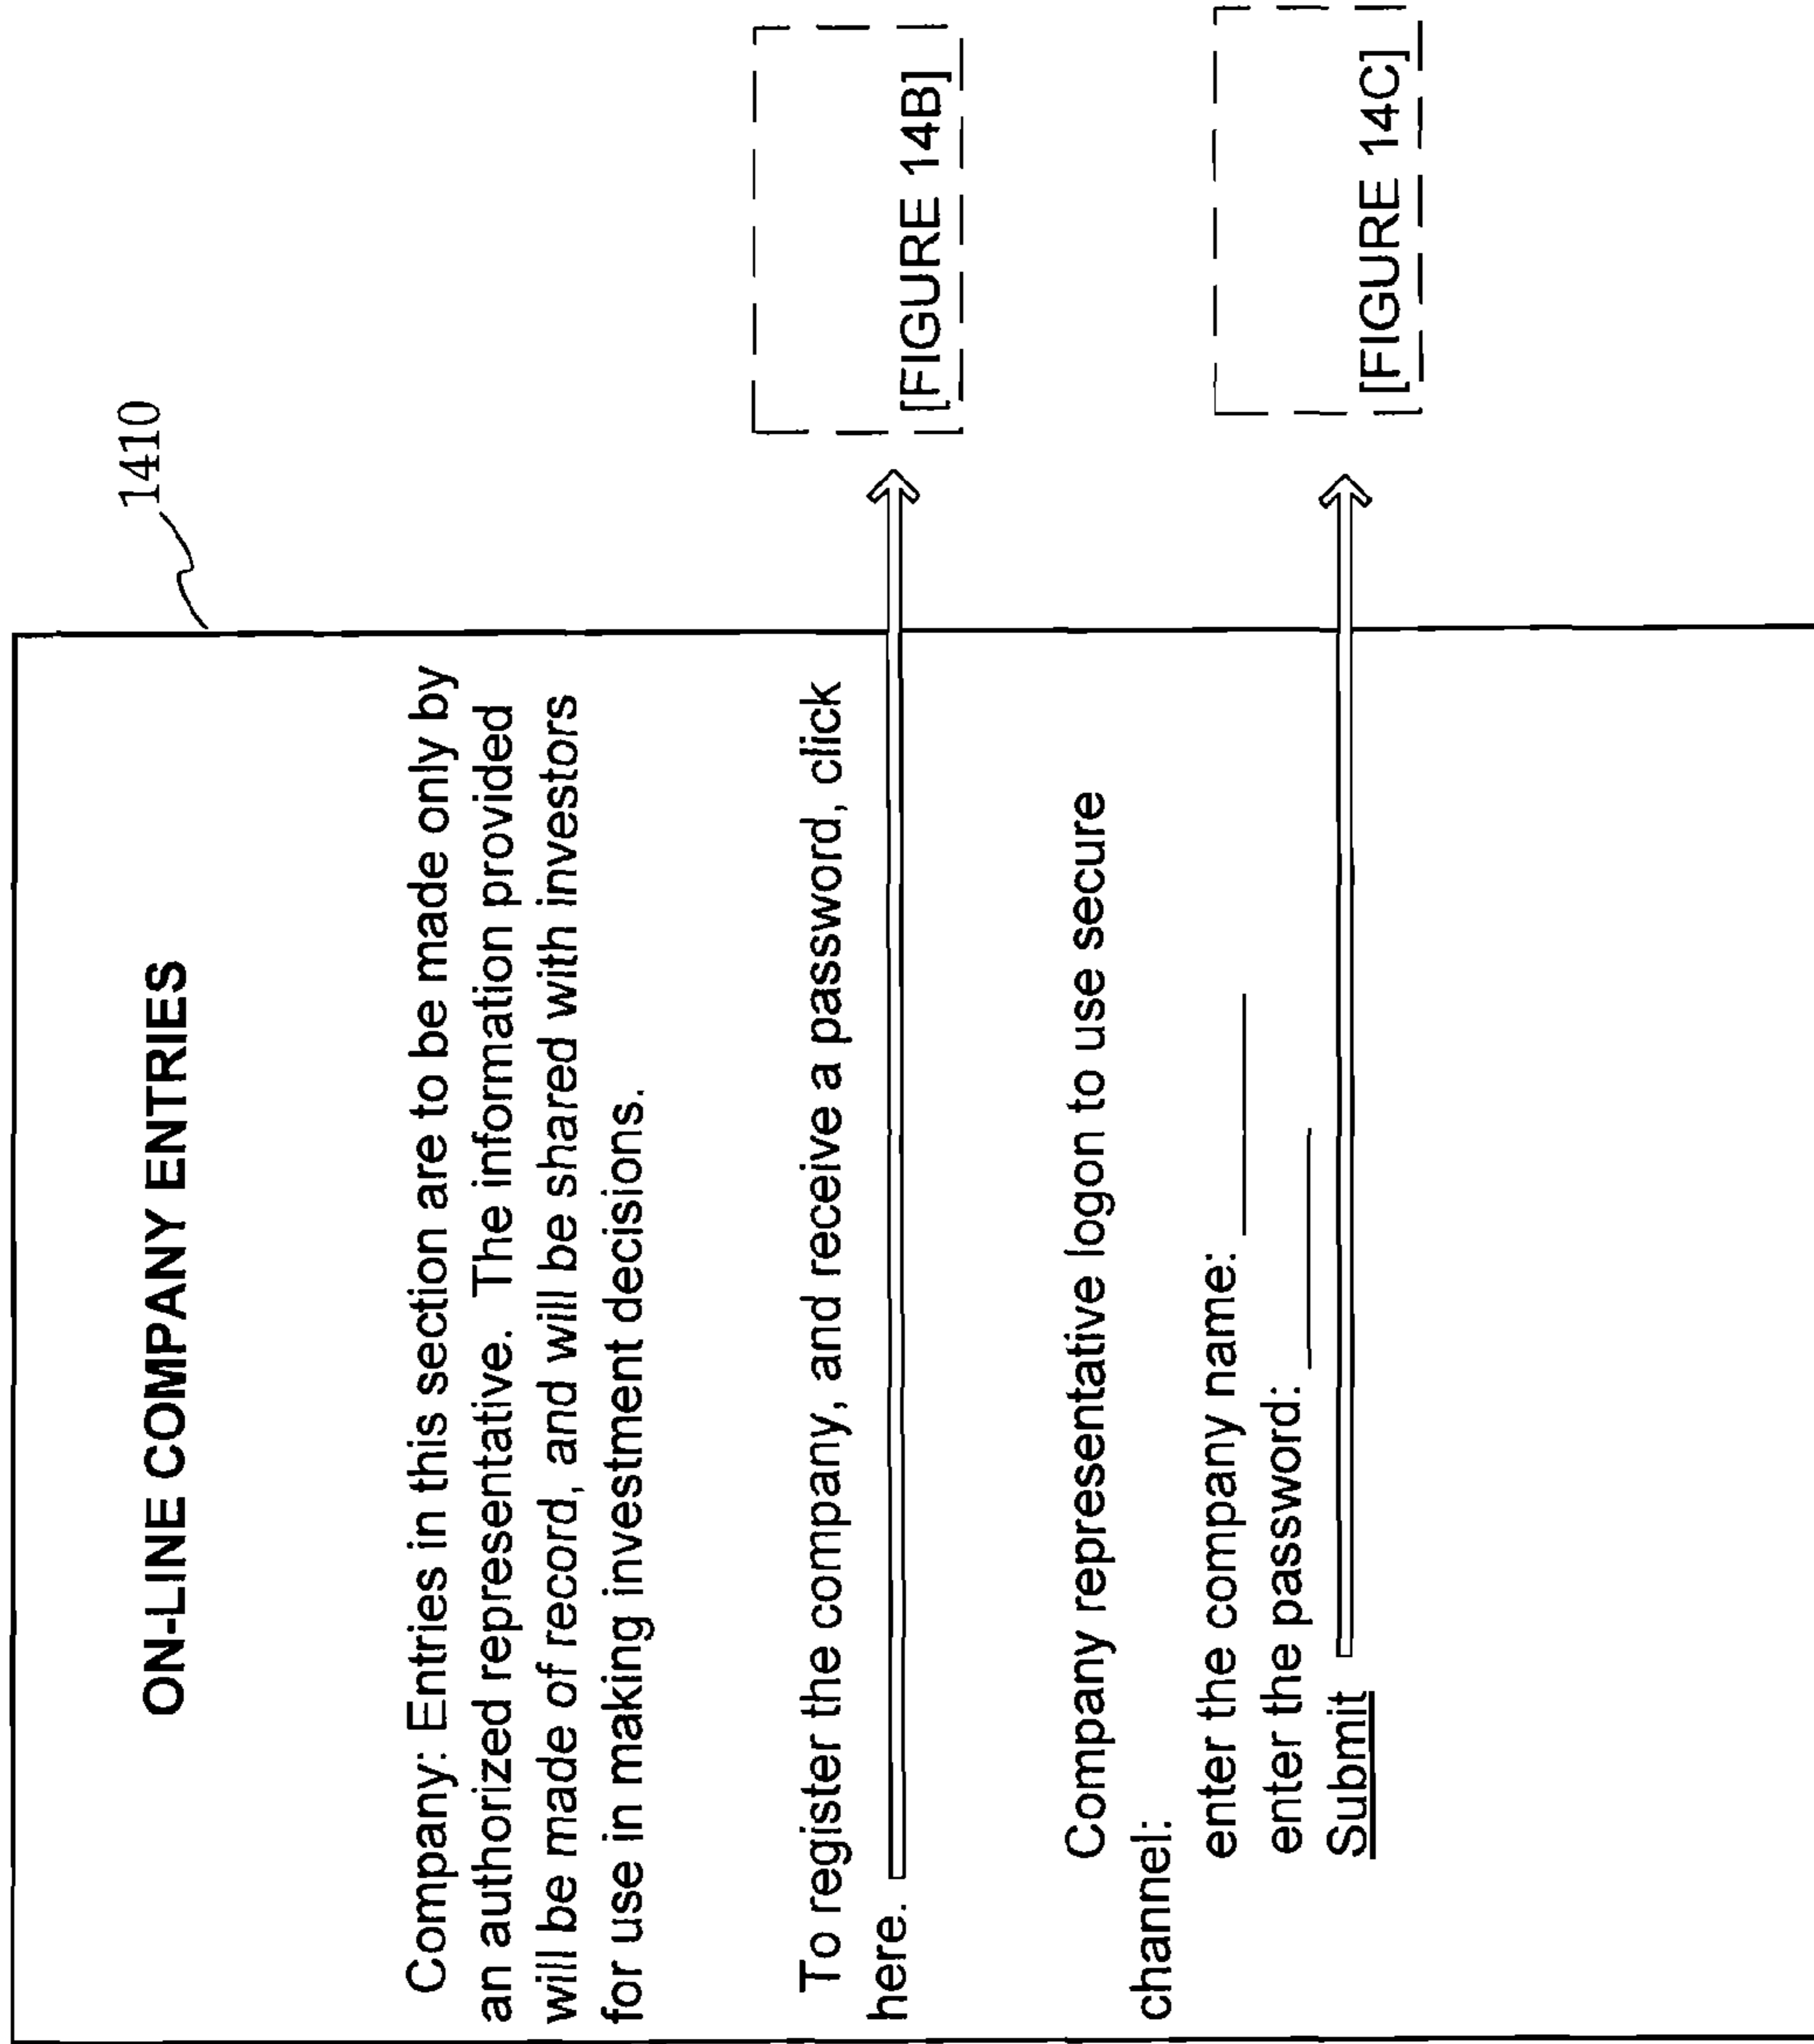 1410
ON-LINE COMPANY ENTRIES
Company: Entries in this section are to be made only by
an authorized representative. The information provided
will be made of record, and will be shared with investors
for use in making investment decisions.
To register the company, and receive a password, click
here.
[FIGURE 14B]
Company representative logon to use secure
channel:
enter the company name:
enter the password:
Submit
[FIGURE 14C]